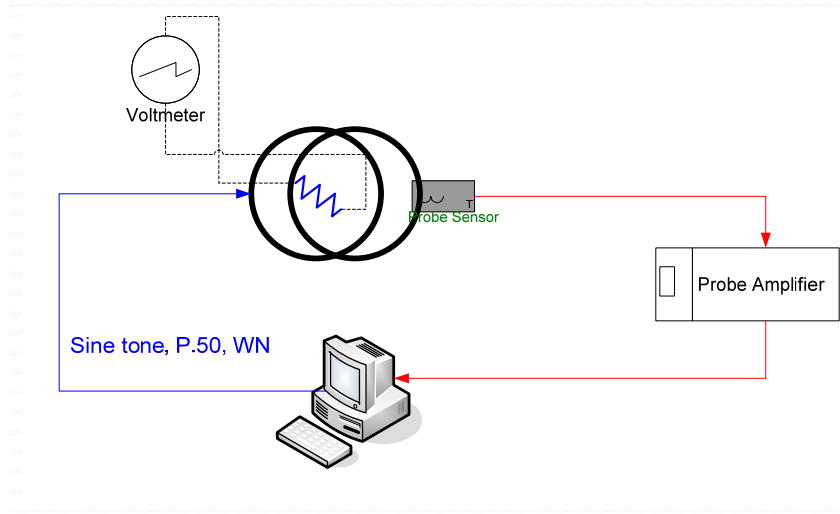 Voltmeter
T
Probe Sensor
Probe Amplifier
Sine tone, P.50, WN